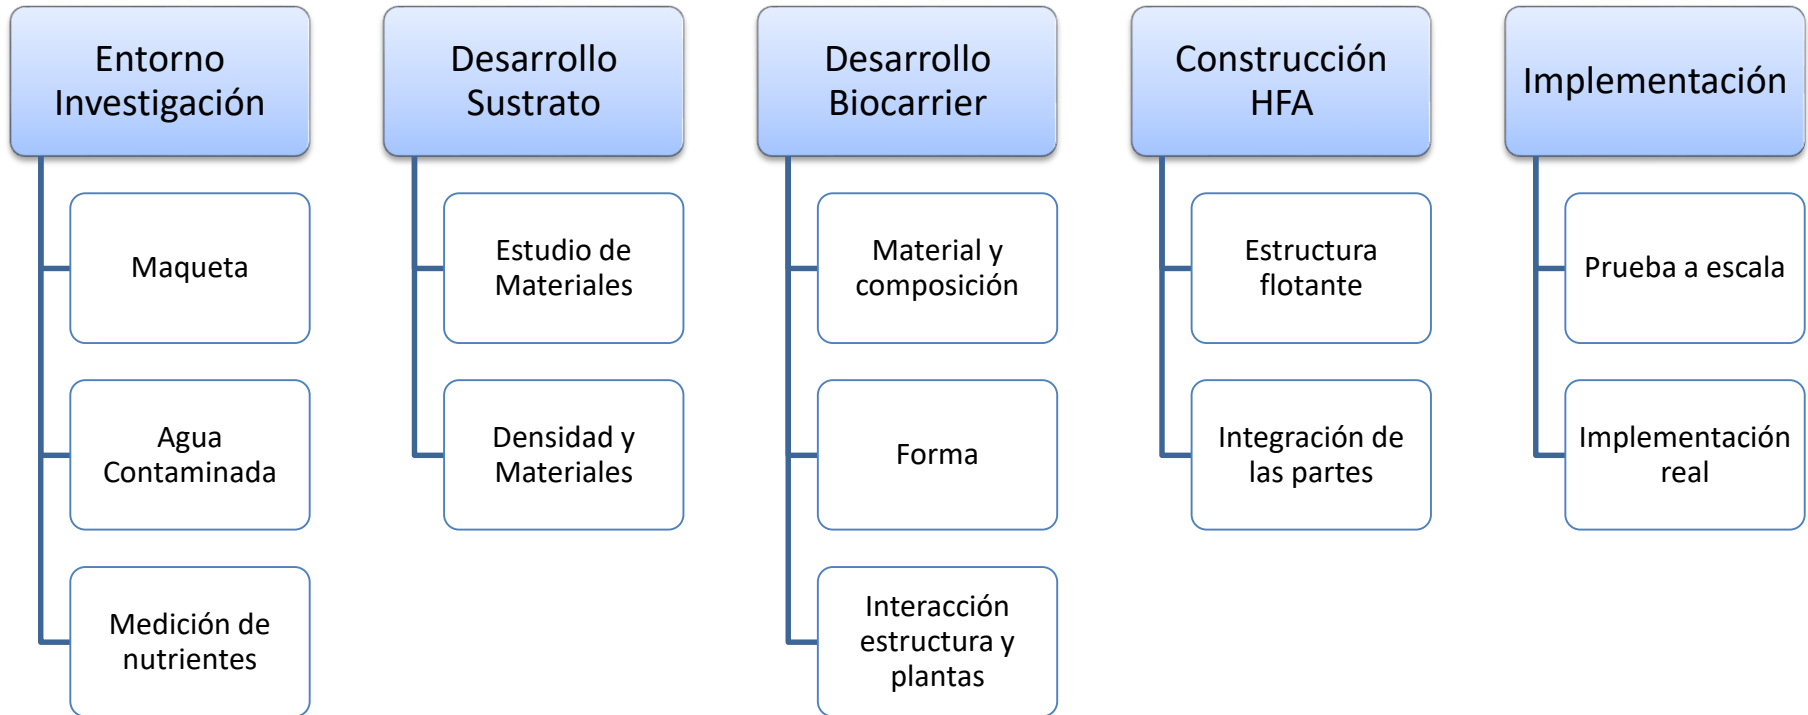 Entorno
Investigación
Maqueta
Agua
Contaminada
Medición de
nutrientes
Desarrollo
Sustrato
Estudio de
Materiales
Densidad y
Materiales
Desarrollo
Biocarrier
Material y
composición
Forma
Interacción
estructura y
plantas
Construcción
HFA
Estructura
flotante
Integración de
las partes
Implementación
Prueba a escala
Implementación
real